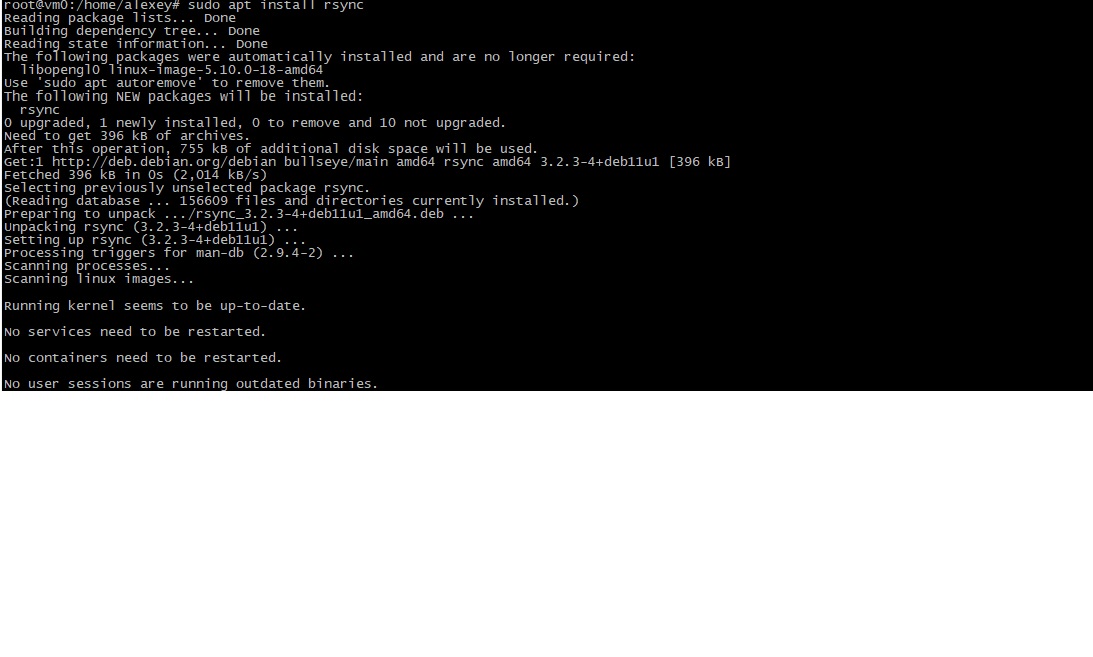 root@vm0:/home/alexey# sudo apt install rsync
Reading package lists... Done
Building dependency tree... Done
Reading state information... Done
The following packages were automatically installed and are no longer required:
  libopengl0 linux-image-5.10.0-18-amd64
Use 'sudo apt autoremove' to remove them.
The following NEW packages will be installed:
  rsync
0 upgraded, 1 newly installed, 0 to remove and 10 not upgraded.
Need to get 396 kB of archives.
After this operation, 755 kB of additional disk space will be used.
Get:1 http://deb.debian.org/debian bullseye/main amd64 rsync amd64 3.2.3-4+deb11u1 [396 kB]
Fetched 396 kB in 0s (2,014 kB/s)
Selecting previously unselected package rsync.
(Reading database ... 156609 files and directories currently installed.)
Preparing to unpack .../rsync_3.2.3-4+deb11u1_amd64.deb ...
Unpacking rsync (3.2.3-4+deb11u1) ...
Setting up rsync (3.2.3-4+deb11u1) ...
Processing triggers for man-db (2.9.4-2) ...
Scanning processes...
Scanning linux images...

Running kernel seems to be up-to-date.

No services need to be restarted.

No containers need to be restarted.

No user sessions are running outdated binaries.